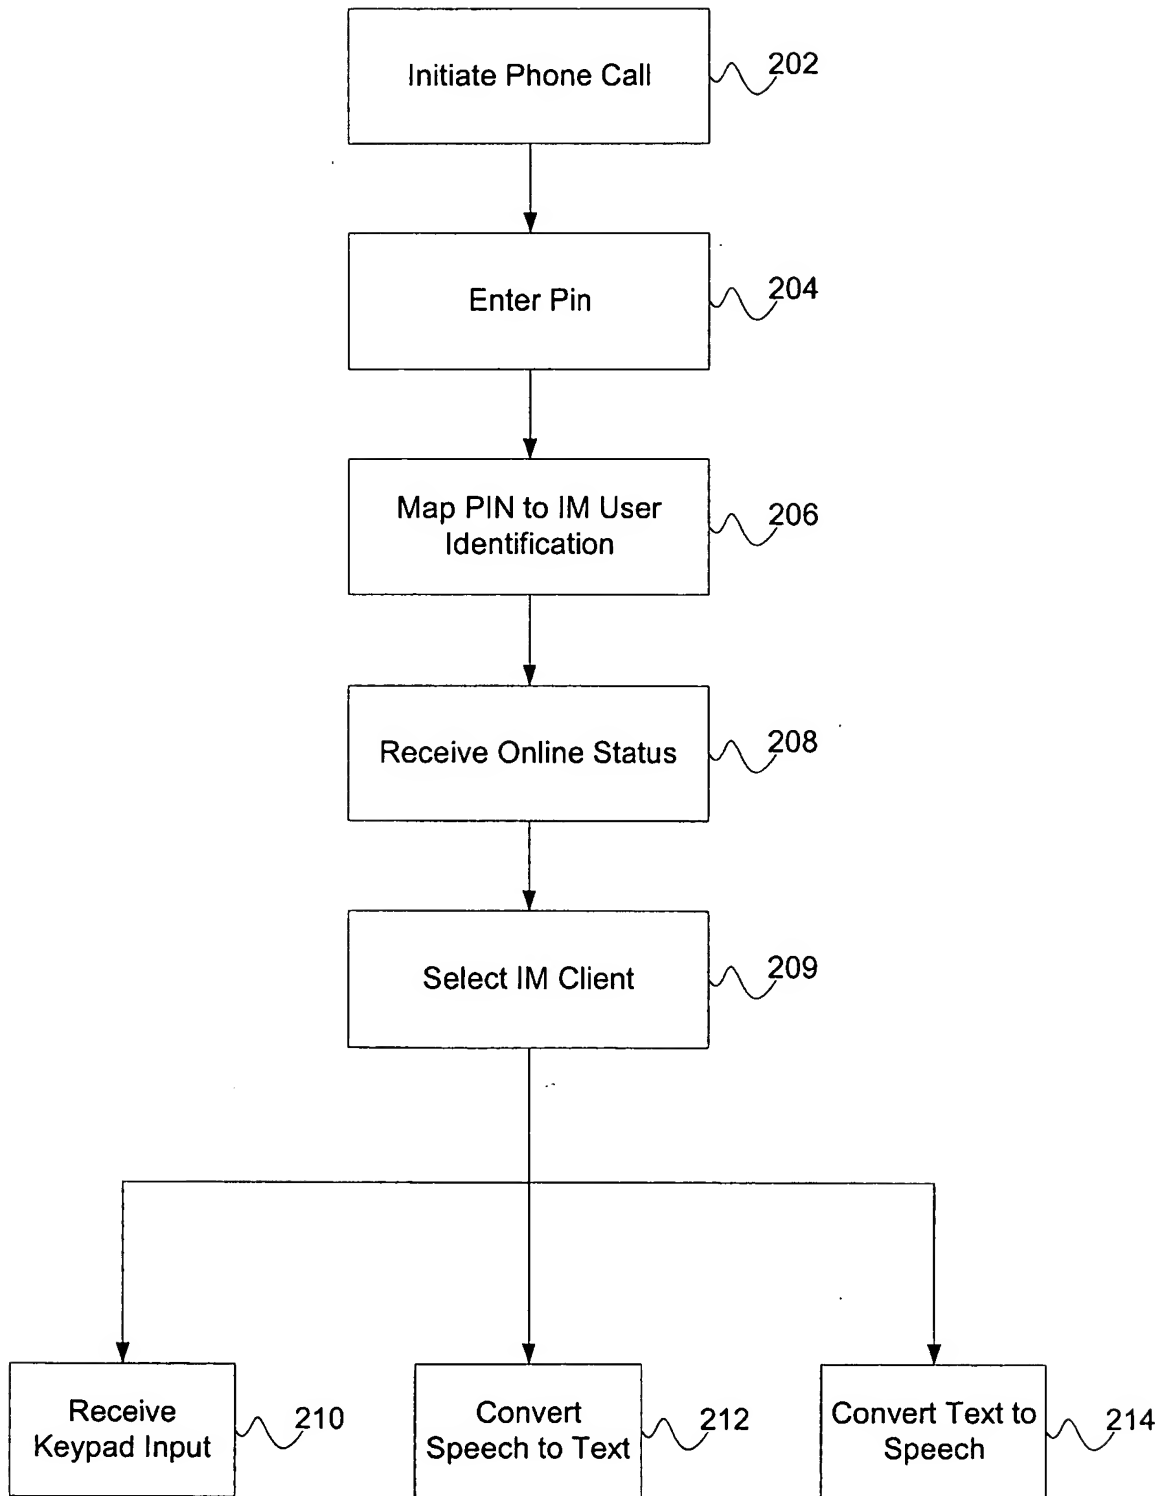 Initiate Phone Call
202
Enter Pin
204
Map PIN to IM User
Identification
206
Receive Online Status
208
Select IM Client
209
Receive
Keypad Input
210
Convert
Speech to Text
212
Convert Text to
Speech
214